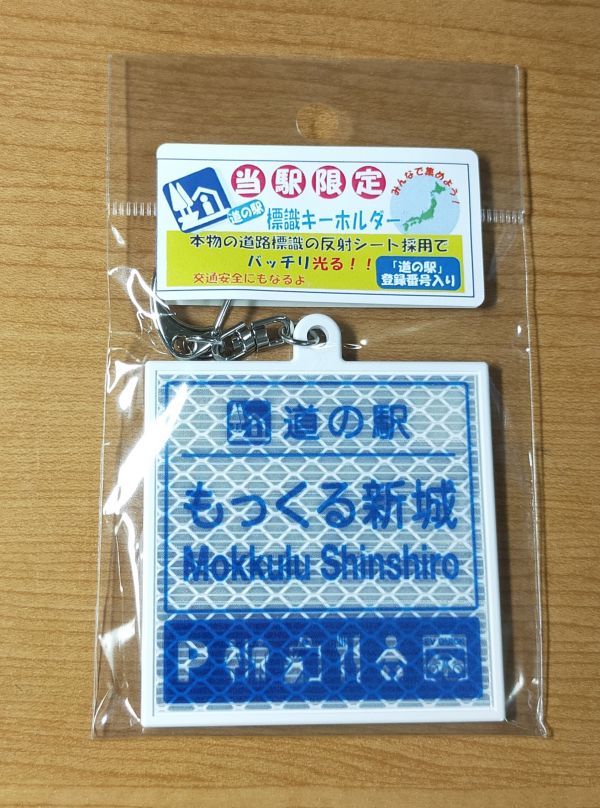 当駅限定
みんなで集めよう!
道の駅
標識キーホルダー
本物の道路標識の反射シート採用で
バッチリ光る!!
「道の駅」
登録番号入り
交通安全にもなるよ
道の駅
もっくる新城
Mokkulu Shinshiro
P